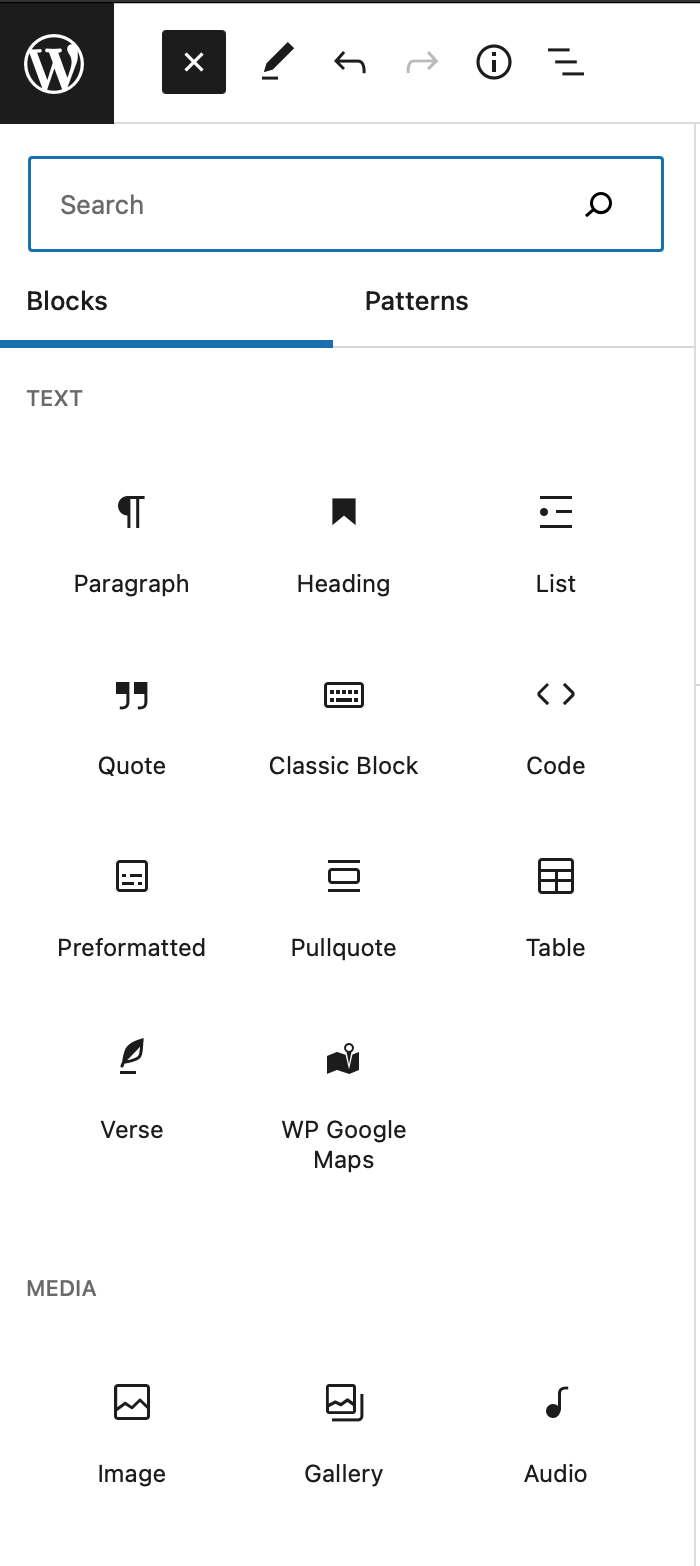 Search
Blocks
Patterns
TEXT
Paragraph
Heading
List
Quote
Classic Block
Code
Preformatted
Pullquote
Table
Verse
WP Google
Maps
MEDIA
Image
Gallery
Audio